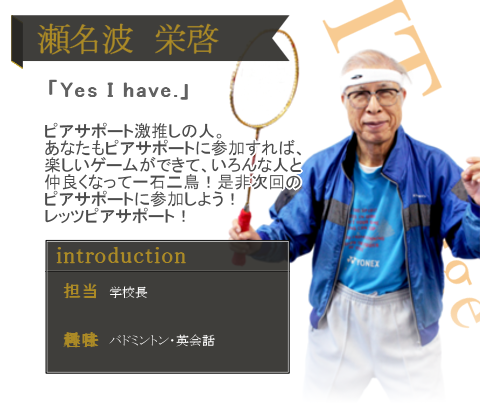 瀬名波 栄啓
「Yes I have.」
ピアサポート激推しの人。
あなたもピアサポートに参加すれば、
楽しいゲームができて、いろんな人と
仲良くなって一石二鳥！是非次回の
ピアサポートに参加しよう！
レッツピアサポート！
introduction
担当 学校長
バドミントン・英会話
IT
YONEX